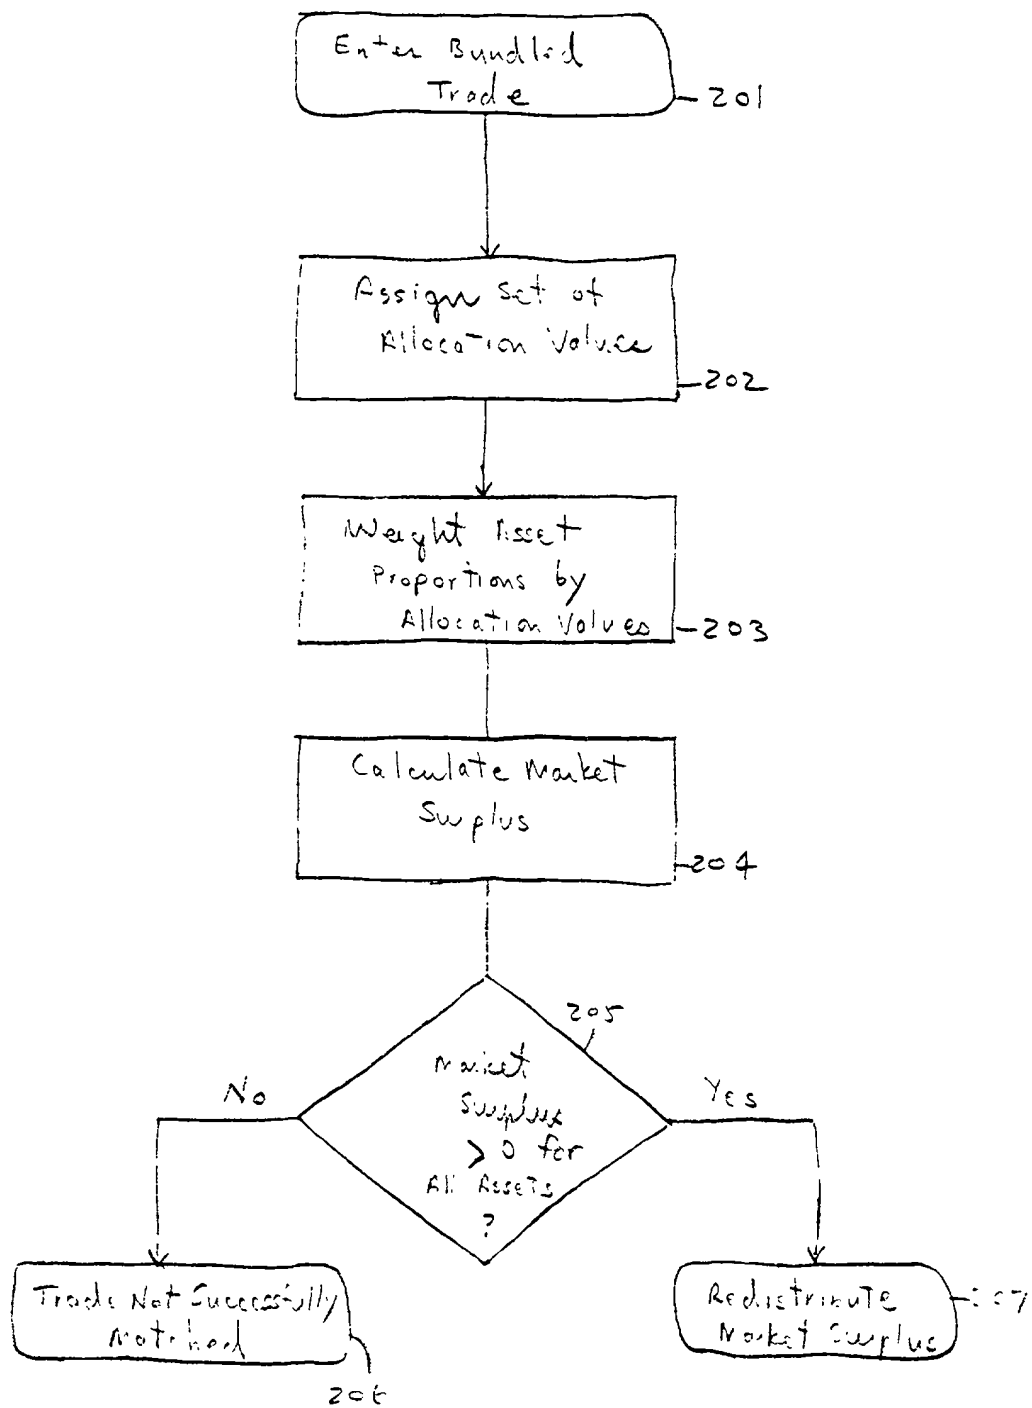 Enter Bundled
Trade
201
Assign Set of
Allocation Values
202
Weight Asset
Proportions by
Allocation Values
203
Calculate Market
Surplus
204
205
Market
Surplus
> 0 for
All Assets
?
No
Yes
Trade Not Successfully
Matched
206
Redistribute
Market Surplus
207